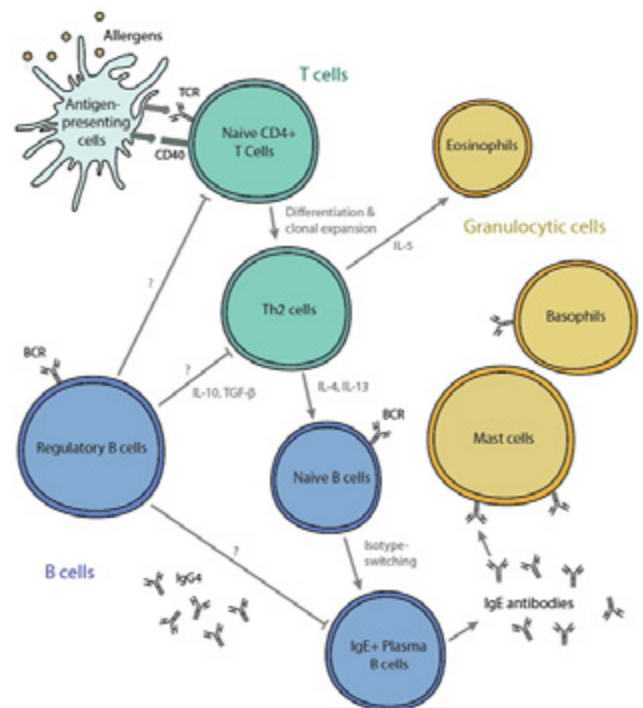 Allergens
T cells
TCR
Antigen-
presenting
cells
CD40
Naive CD4+
T Cells
Eosinophils
Differentiation &
clonal expansion
Granulocytic cells
IL-5
?
Th2 cells
Basophils
BCR
?
IL-10, TGF-β
IL-4, IL-13
BCR
Regulatory B cells
Mast cells
Naive B cells
?
Isotype-
switching
B cells
IgG4
IgE antibodies
IgE+ Plasma
B cells